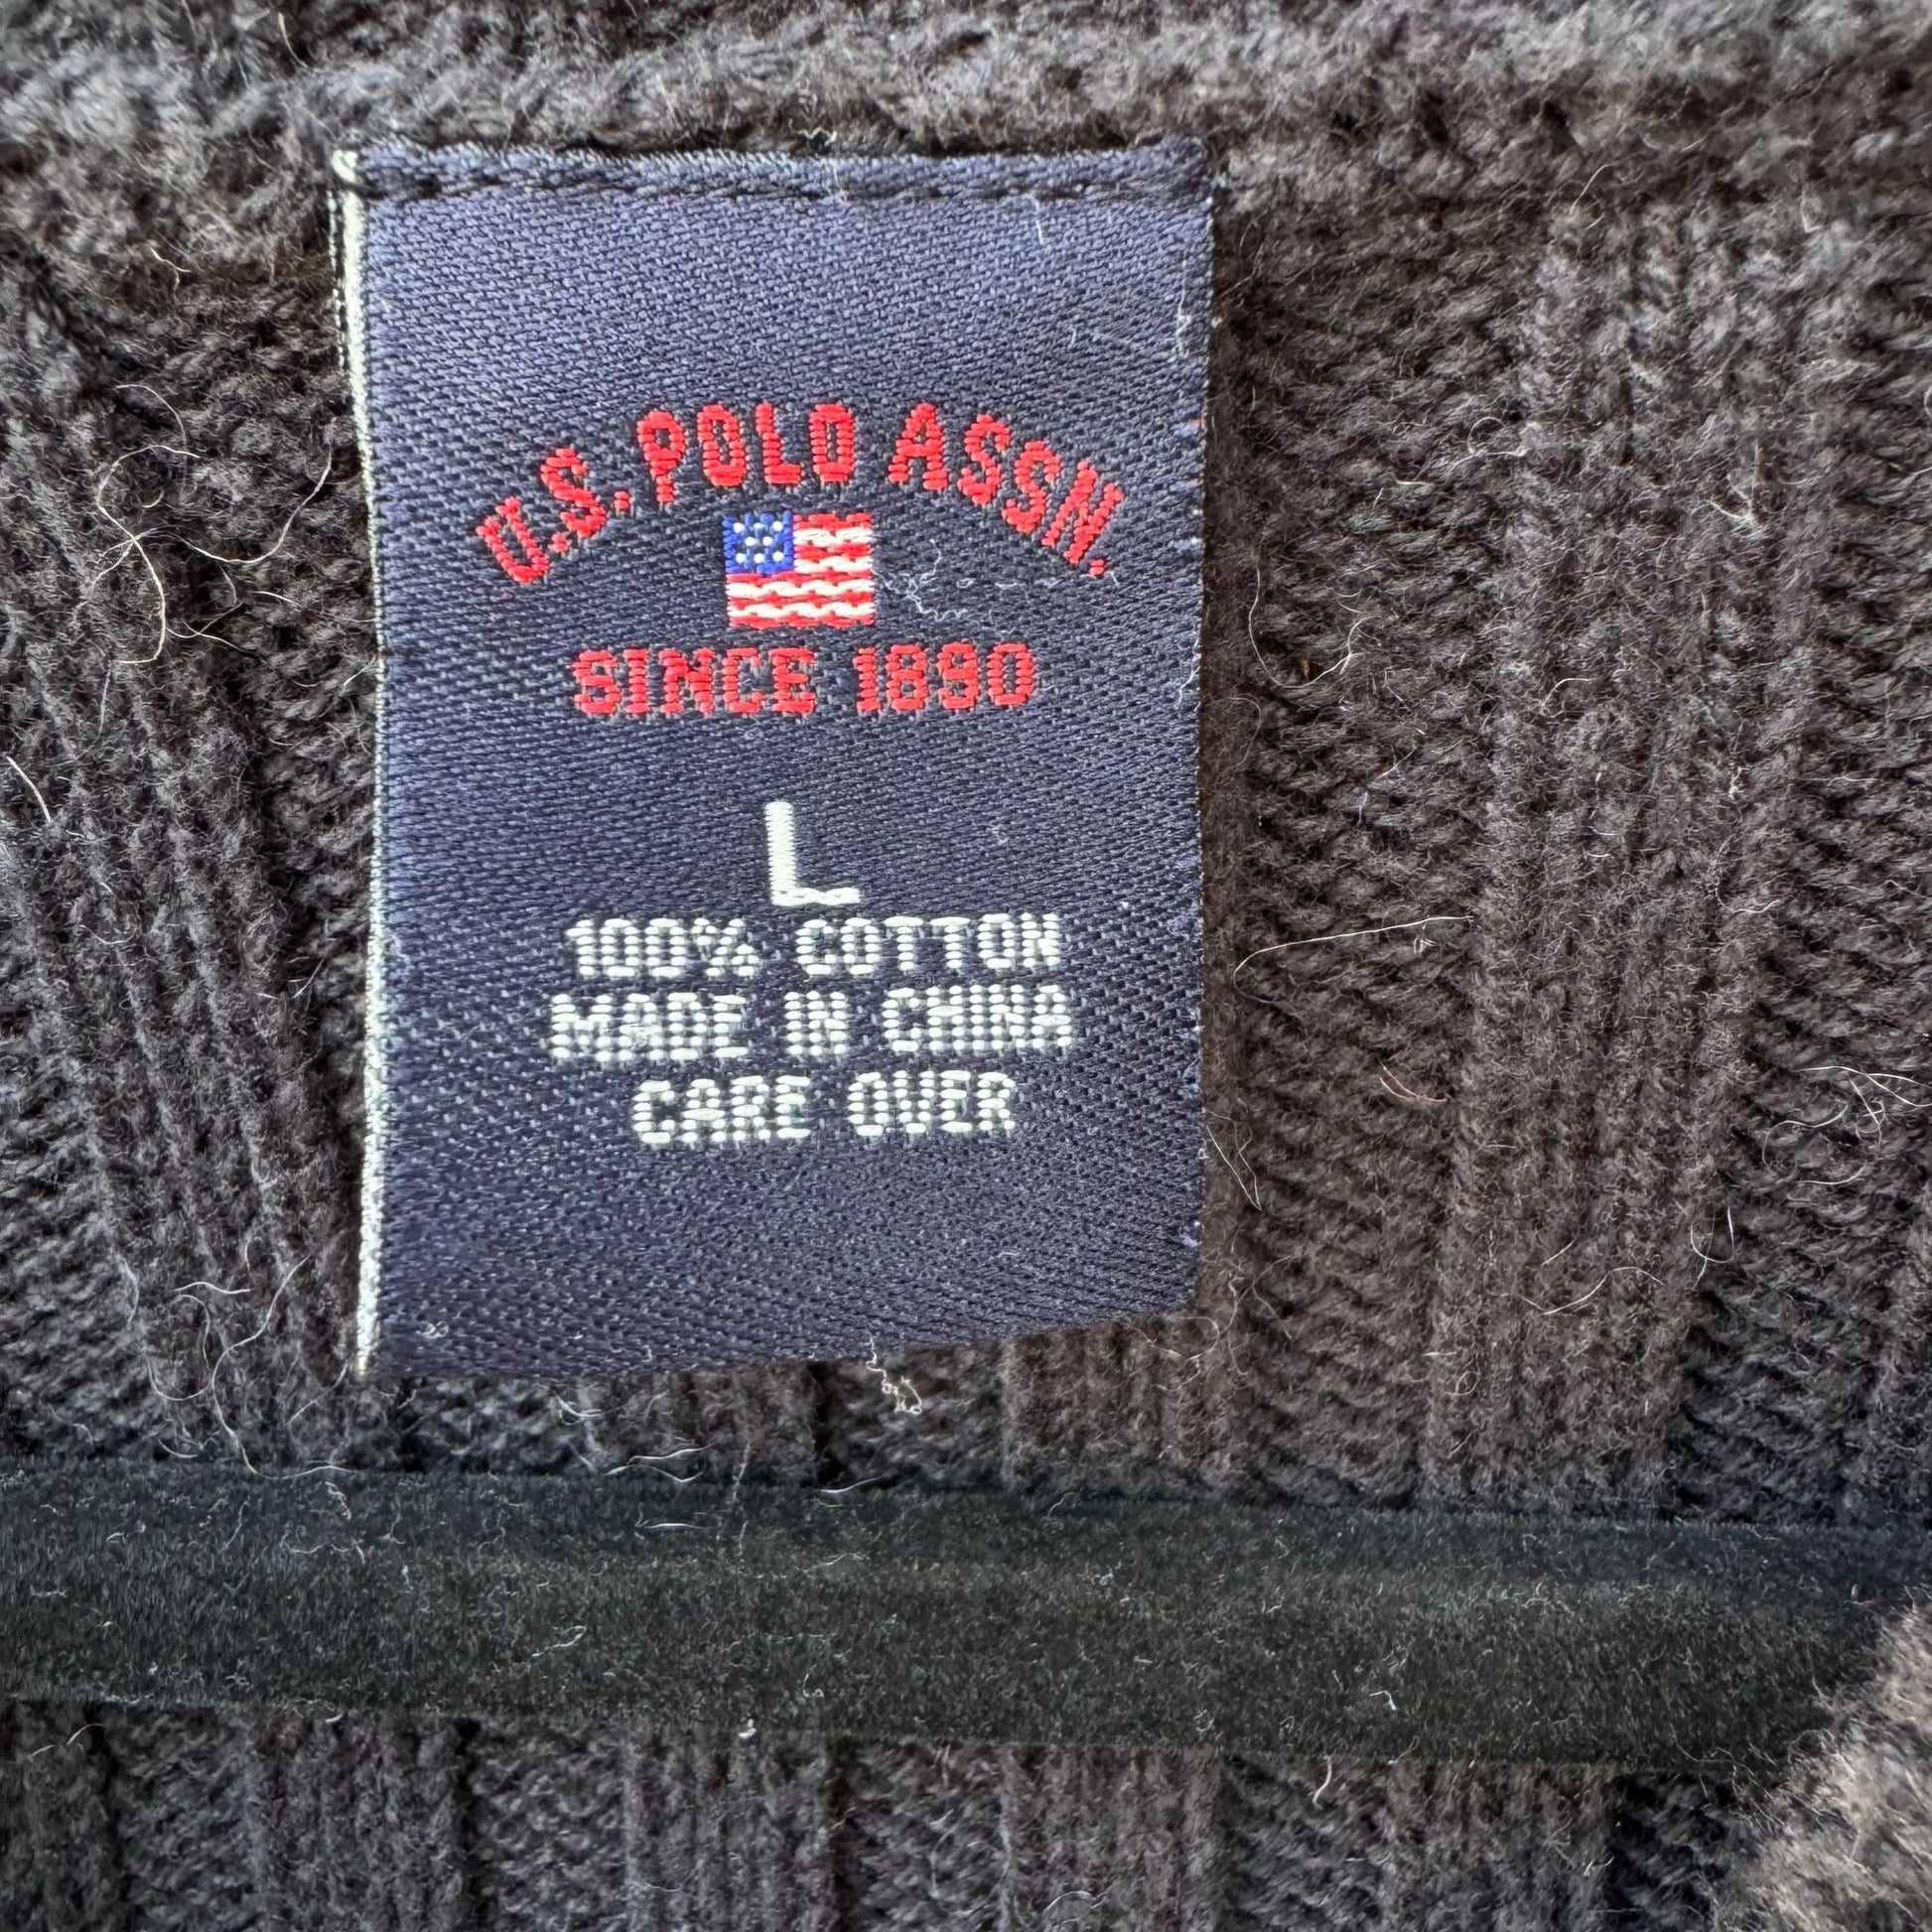 U.S. POLO ASSN.
SINCE 1890
L
100% COTTON
MADE IN CHINA
CARE OVER